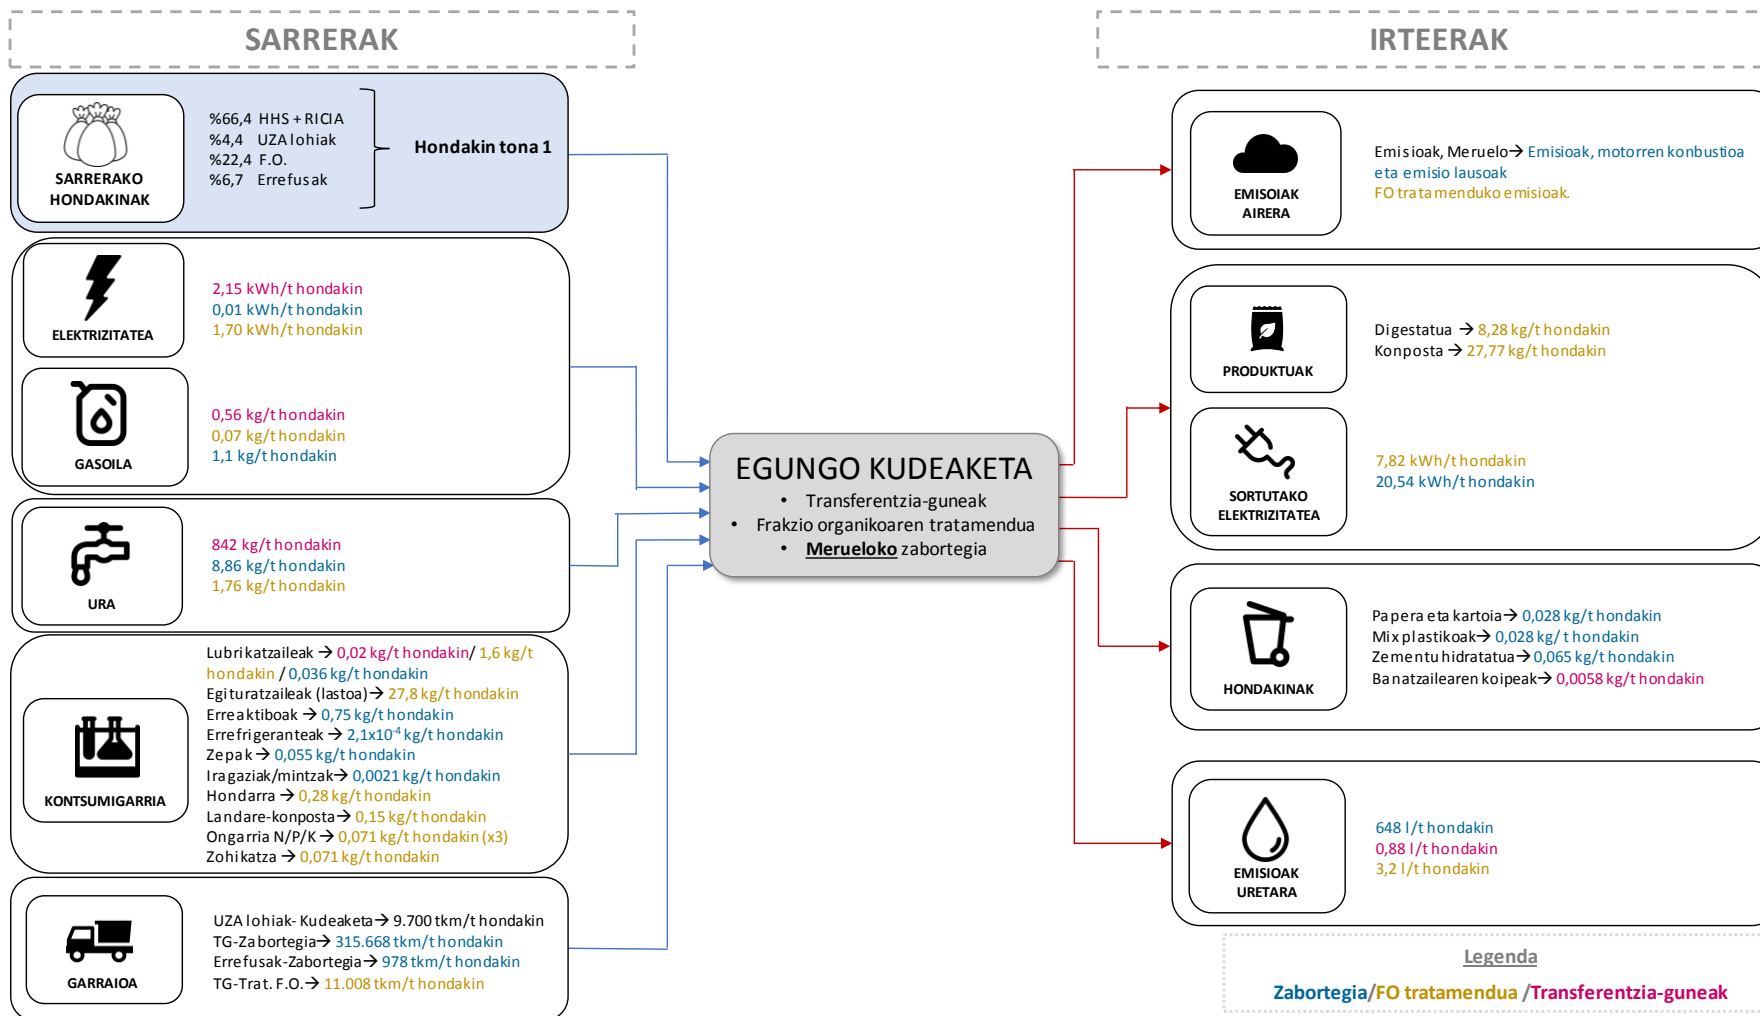 SARRERAK
SARRERAKO
HONDAKINAK
%66,4 HHS + RICIA
%4,4 UZA lohiak
%22,4 F.O.
%6,7 Errefusak
Hondakin tona 1
ELEKTRIZITATEA
2,15 kWh/t hondakin
0,01 kWh/t hondakin
1,70 kWh/t hondakin
GASOILA
0,56 kg/t hondakin
0,07 kg/t hondakin
1,1 kg/t hondakin
URA
842 kg/t hondakin
8,86 kg/t hondakin
1,76 kg/t hondakin
KONTSUMIGARRIA
Lubrikatzaileak → 0,02 kg/t hondakin/ 1,6 kg/t
hondakin / 0,036 kg/t hondakin
Egituratzaileak (lastoa) → 27,8 kg/t hondakin
Erreaktiboak → 0,75 kg/t hondakin
Errefrigeranteak → 2,1x10⁻⁴ kg/t hondakin
Zepak → 0,055 kg/t hondakin
Iragaziak/mintzak → 0,0021 kg/t hondakin
Hondarra → 0,28 kg/t hondakin
Landare-konposta → 0,15 kg/t hondakin
Ongarria N/P/K → 0,071 kg/t hondakin (x3)
Zohikatza → 0,071 kg/t hondakin
GARRAIOA
UZA lohiak- Kudeaketa → 9.700 tkm/t hondakin
TG-Zabortegia → 315.668 tkm/t hondakin
Errefusak-Zabortegia → 978 tkm/t hondakin
TG-Trat. F.O. → 11.008 tkm/t hondakin
EGUNGO KUDEAKETA
• Transferentzia-guneak
• Frakzio organikoaren tratamendua
• Merueloko zabortegia
IRTEERAK
EMISOIAK
AIRERA
Emisioak, Meruelo → Emisioak, motorren konbustioa
eta emisio lausoak
FO tratamenduko emisioak.
PRODUKTUAK
Digestatua → 8,28 kg/t hondakin
Konposta → 27,77 kg/t hondakin
SORTUTAKO
ELEKTRIZITATEA
7,82 kWh/t hondakin
20,54 kWh/t hondakin
HONDAKINAK
Papera eta kartoia → 0,028 kg/t hondakin
Mix plastikoak → 0,028 kg/ t hondakin
Zementu hidratatua → 0,065 kg/t hondakin
Banatzailearen koipeak → 0,0058 kg/t hondakin
EMISIOAK
URETARA
648 l/t hondakin
0,88 l/t hondakin
3,2 l/t hondakin
Legenda
Zabortegia/FO tratamendua /Transferentzia-guneak